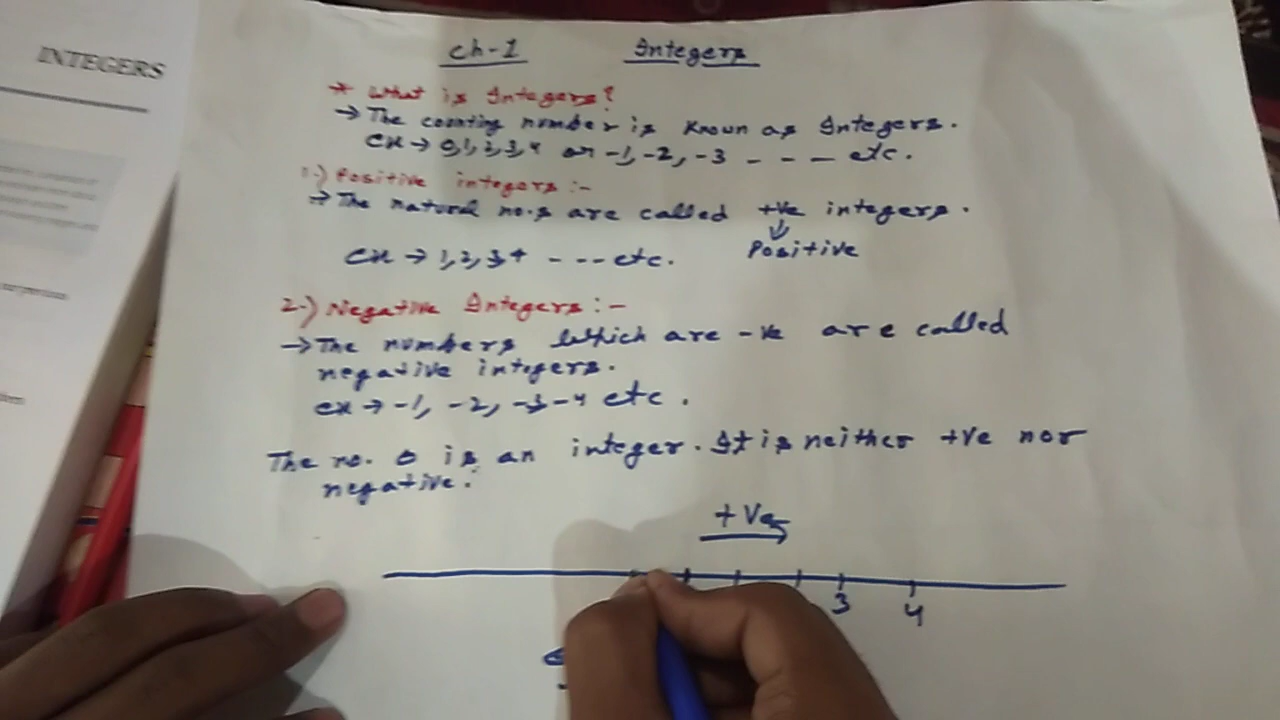 INTEGERS
Ch-1 Integers
* What is Integers?
→ The counting number is known as Integers.
Ex → 0,1,2,3,4 or -1, -2, -3 - - - etc.
1.) Positive integers :-
→ The natural no.s are called +ve integers.
Positive
Ex → 1,2,3,4 - - - etc.
2.) Negative Integers :-
→ The numbers which are -ve are called
negative integers.
ex → -1, -2, -3, -4 etc.
The no. 0 is an integer. It is neither +ve nor
negative.
+ve
3 4